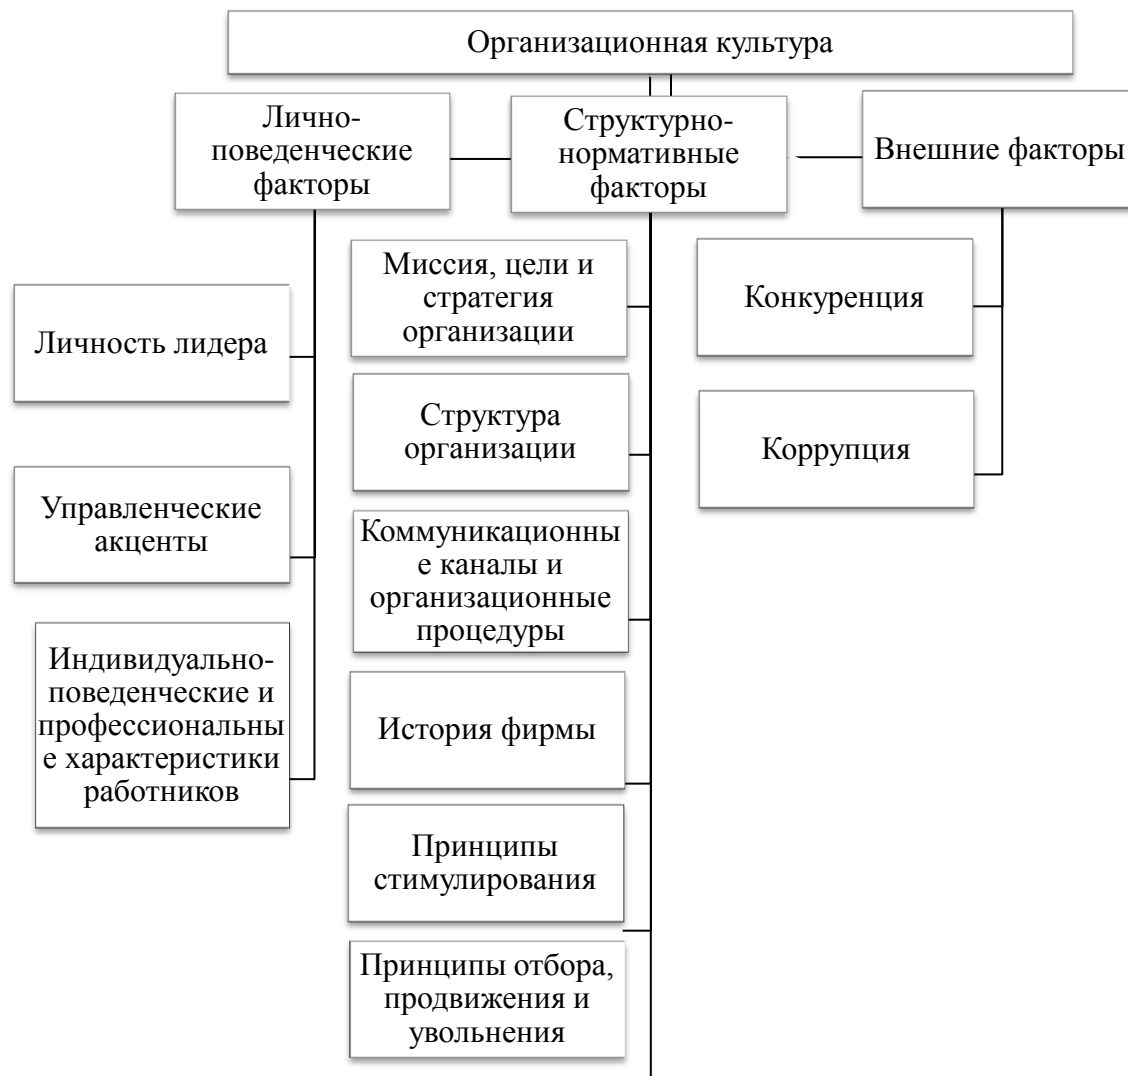 Организационная культура
Лично-
поведенческие
факторы
Структурно-
нормативные
факторы
Внешние факторы
Личность лидера
Управленческие
акценты
Индивидуально-
поведенческие и
профессиональны
е характеристики
работников
Миссия, цели и
стратегия
организации
Структура
организации
Коммуникационны
е каналы и
организационные
процедуры
История фирмы
Принципы
стимулирования
Принципы отбора,
продвижения и
увольнения
Конкуренция
Коррупция